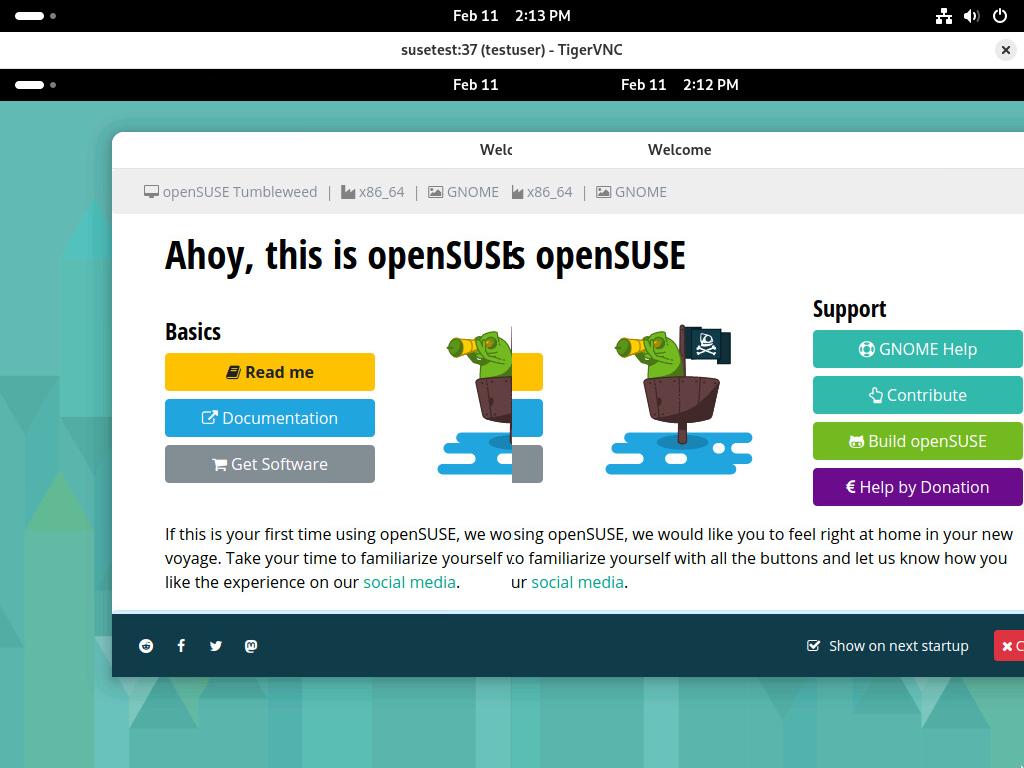 Feb 11 2:13 PM
susetest:37 (testuser) - TigerVNC
Feb 11 Feb 11 2:12 PM
Welc Welcome
openSUSE Tumbleweed | x86_64 | GNOME x86_64 | GNOME
Ahoy, this is openSUSE is openSUSE
Basics
Read me
Documentation
Get Software
Support
GNOME Help
Contribute
Build openSUSE
Help by Donation
If this is your first time using openSUSE, we wosing openSUSE, we would like you to feel right at home in your new
voyage. Take your time to familiarize yourself vo familiarize yourself with all the buttons and let us know how you
like the experience on our social media. ur social media.
Show on next startup
C